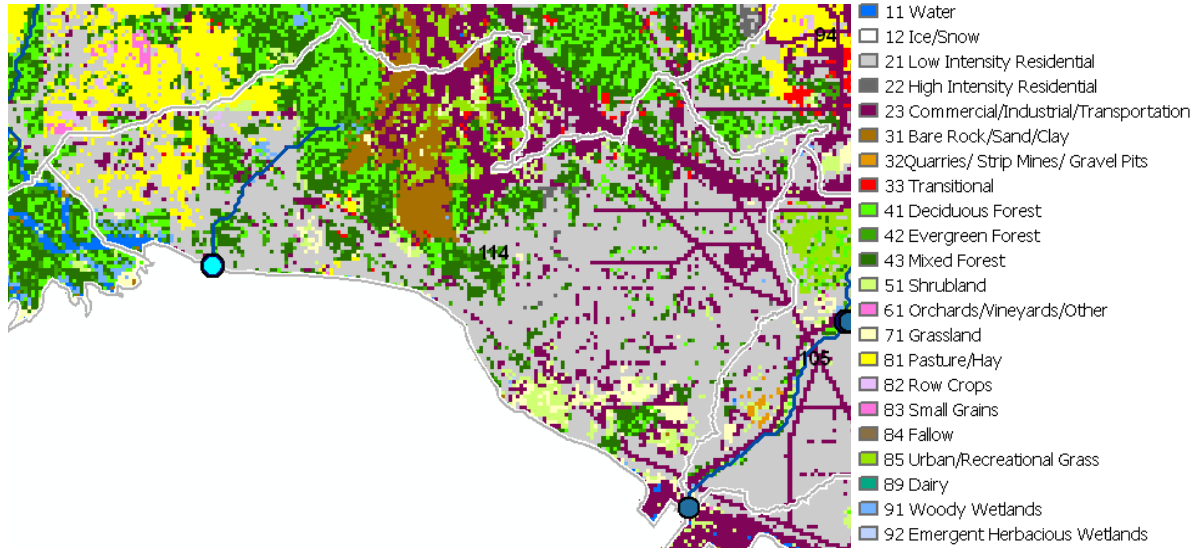 94
114
105
11 Water
12 Ice/Snow
21 Low Intensity Residential
22 High Intensity Residential
23 Commercial/Industrial/Transportation
31 Bare Rock/Sand/Clay
32Quarries/ Strip Mines/ Gravel Pits
33 Transitional
41 Deciduous Forest
42 Evergreen Forest
43 Mixed Forest
51 Shrubland
61 Orchards/Vineyards/Other
71 Grassland
81 Pasture/Hay
82 Row Crops
83 Small Grains
84 Fallow
85 Urban/Recreational Grass
89 Dairy
91 Woody Wetlands
92 Emergent Herbacious Wetlands